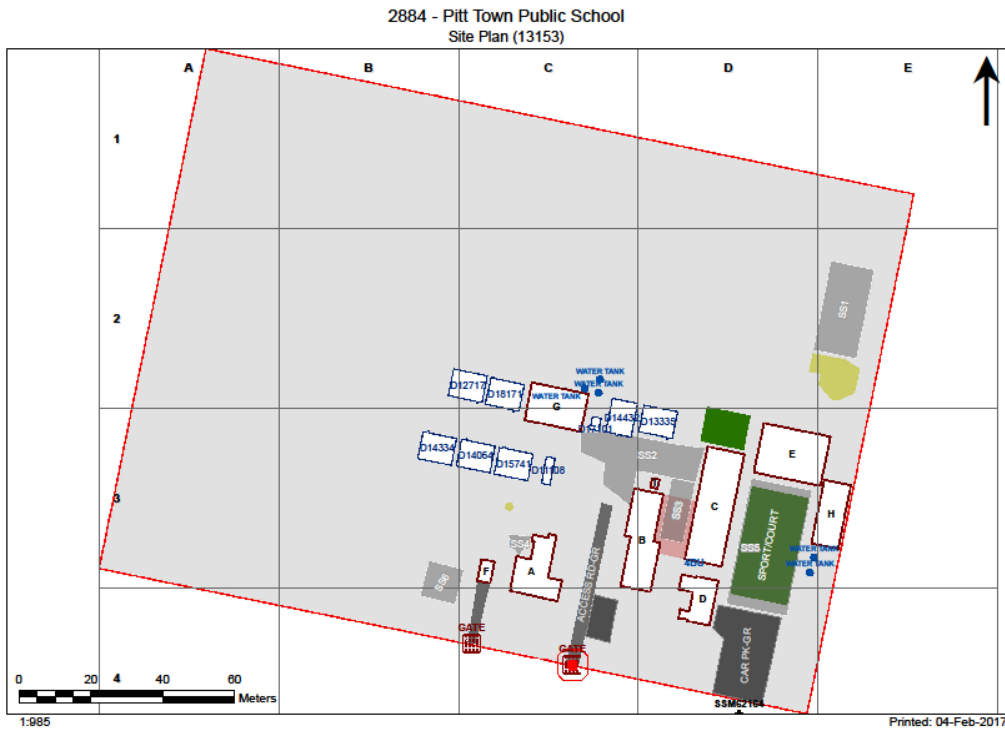 2884 - Pitt Town Public School
Site Plan (13153)
A B C D E
1
SS1
2
WATER TANK
D12717 D18171 WATER TANK
WATER TANK
G D14432 D13335
D17101
D14334 D14064 D15741 D11108 SS2 E
3
SS3 C H
B SPORT/COURT
SS5
WATER TANK
WATER TANK
SS6 F A ACCESS RD-GR D
GATE
GATE
CAR PK-GR
0 20 4 40 60
Meters
SSM62164
1:985
Printed: 04-Feb-2017